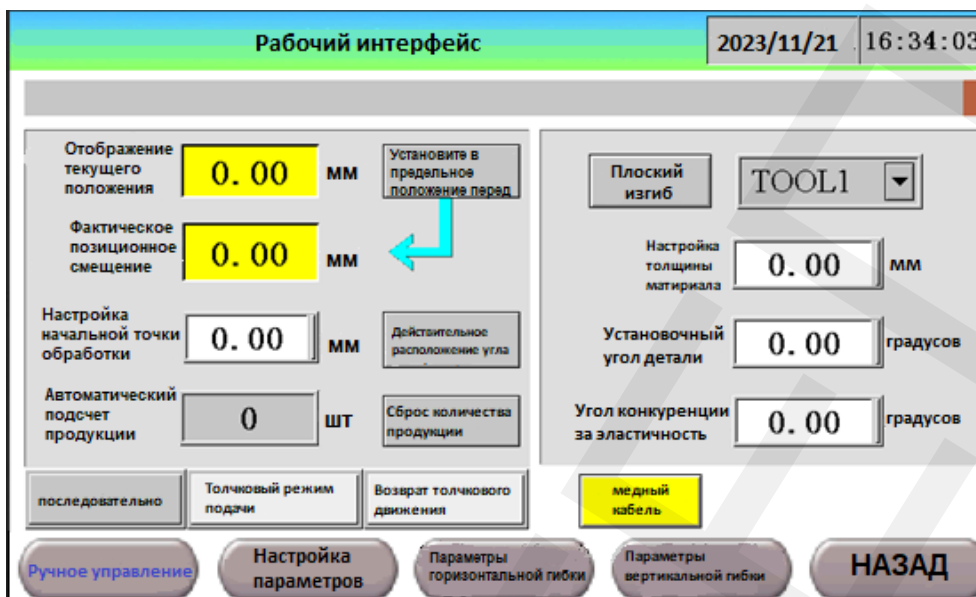 Рабочий интерфейс
2023/11/21
16:34:03
Отображение
текущего
положения
0.00
мм
Установите в
предельное
положение перед
Фактическое
позиционное
смещение
0.00
мм
Настройка
начальной точки
обработки
0.00
мм
Действительное
расположение угла
Автоматический
подсчет
продукции
0
шт
Сброс количества
продукции
Плоский
изгиб
TOOL1
Настройка
толщины
матириала
0.00
мм
Установочный
угол детали
0.00
градусов
Угол конкуренции
за эластичность
0.00
градусов
последовательно
Толчковый режим
подачи
Возврат толчкового
движения
медный
кабель
Ручное управление
Настройка
параметров
Параметры
горизонтальной гибки
Параметры
вертикальной гибки
НАЗАД